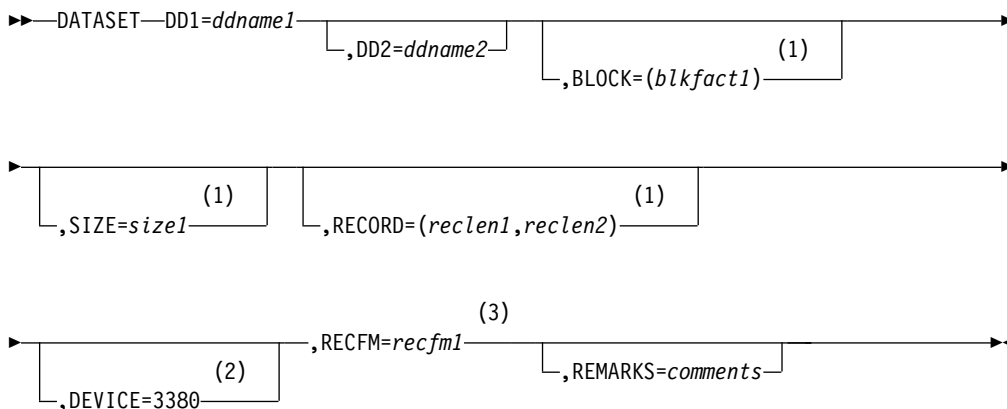 DATASET DD1=ddname1
,DD2=ddname2
(1)
,BLOCK=(blkfact1)
(1)
,SIZE=size1
(1)
,RECORD=(reclen1,reclen2)
(2)
,DEVICE=3380
(3)
,RECFM=recfm1
,REMARKS=comments